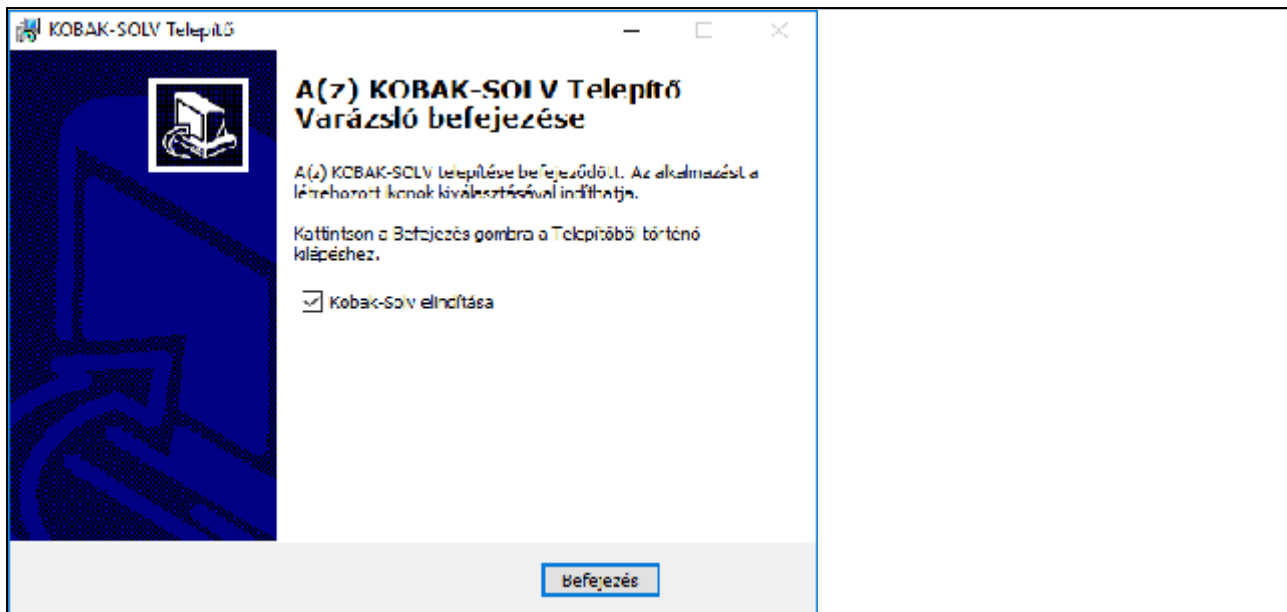 KOBAK-SOLV Telepítő
A(z) KOBAK-SOLV Telepítő
Varázsló befejezése
A(z) KOBAK-SOLV telepítése befejeződött. Az alkalmazást a
létrehozott ikonok kiválasztásával indíthatja.
Kattintson a Befejezés gombra a Telepítőből történő
kilépéshez.
Kobak-Solv elindítása
Befejezés